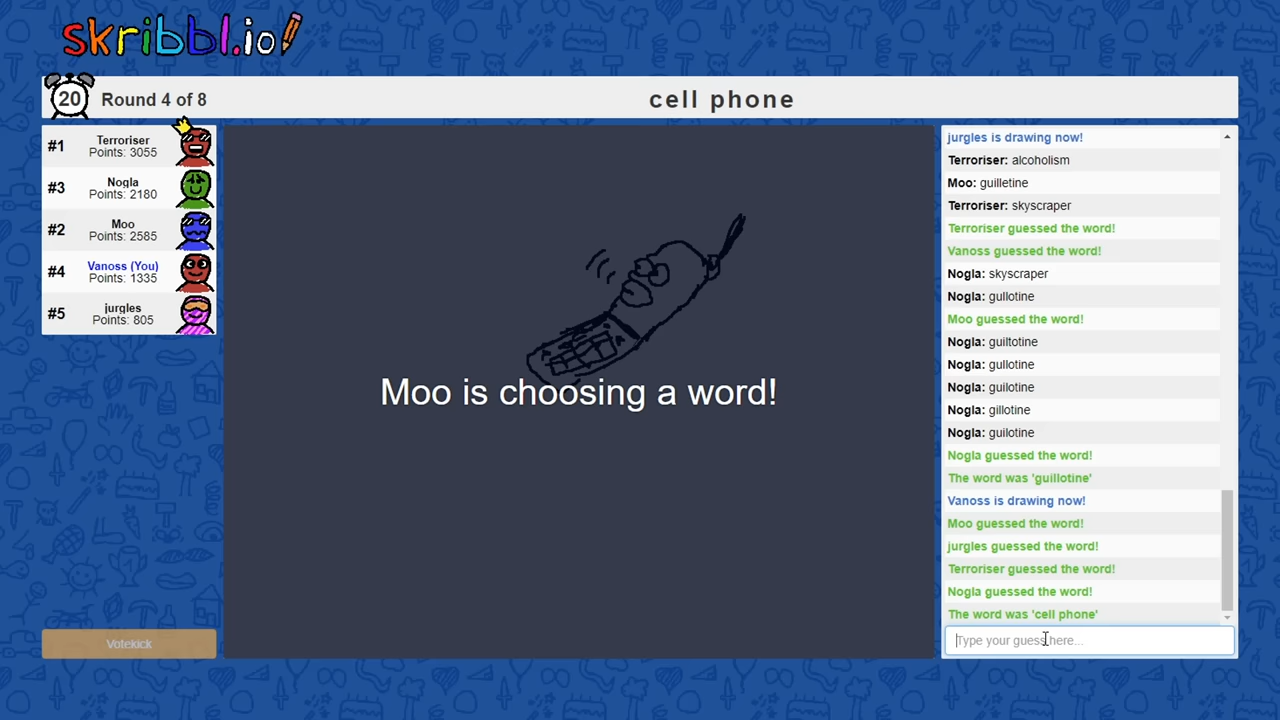 skribbl.io
20
Round 4 of 8
cell phone
#1
Terroriser
Points: 3055
#3
Nogla
Points: 2180
#2
Moo
Points: 2585
#4
Vanoss (You)
Points: 1335
#5
jurgles
Points: 805
Votekick
Moo is choosing a word!
jurgles is drawing now!
Terroriser: alcoholism
Moo: guilletine
Terroriser: skyscraper
Terroriser guessed the word!
Vanoss guessed the word!
Nogla: skyscraper
Nogla: gullotine
Moo guessed the word!
Nogla: guiltotine
Nogla: gullotine
Nogla: guilotine
Nogla: gillotine
Nogla: guilotine
Nogla guessed the word!
The word was 'guillotine'
Vanoss is drawing now!
Moo guessed the word!
jurgles guessed the word!
Terroriser guessed the word!
Nogla guessed the word!
The word was 'cell phone'
Type your guess here...